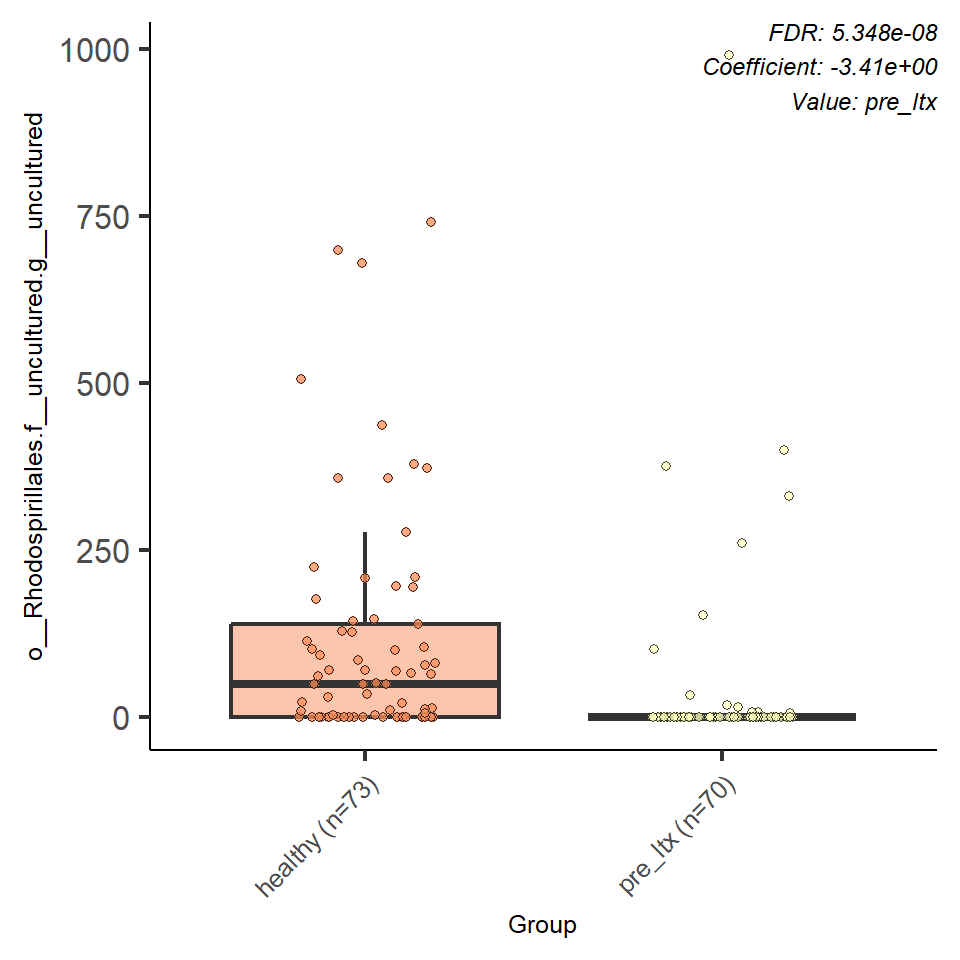 FDR: 5.348e-08
Coefficient: -3.41e+00
Value: pre_ltx
1000
750
500
250
0
o__Rhodospirillales.f__uncultured.g__uncultured
healthy (n=73)
pre_ltx (n=70)
Group